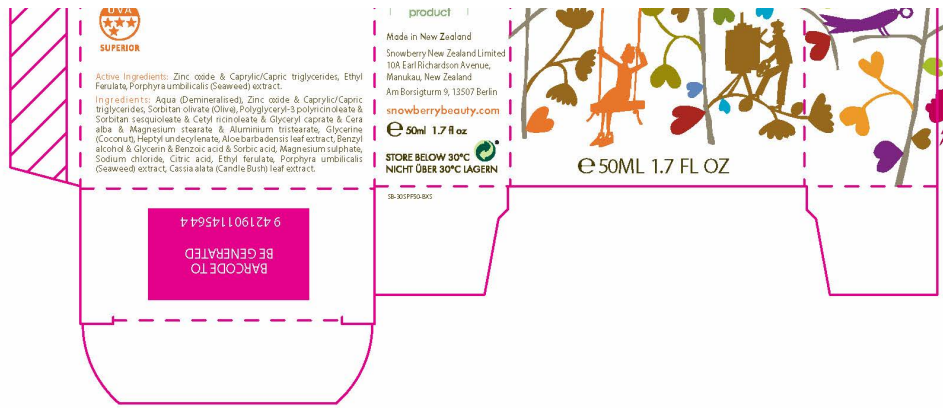 UVA
SUPERIOR
Active Ingredients: Zinc oxide & Caprylic/Capric triglycerides, Ethyl
Ferulate, Porphyra umbilicalis (Seaweed) extract.
Ingredients: Aqua (Demineralised), Zinc oxide & Caprylic/Capric
triglycerides, Sorbitan olivate (Olive), Polyglyceryl-3 polyricinoleate &
Sorbitan sesquioleate & Cetyl ricinoleate & Glyceryl caprate & Cera
alba & Magnesium stearate & Aluminium tristearate, Glycerine
(Coconut), Heptyl undecylenate, Aloe barbadensis leaf extract, Benzyl
alcohol & Glycerin & Benzoic acid & Sorbic acid, Magnesium sulphate,
Sodium chloride, Citric acid, Ethyl ferulate, Porphyra umbilicalis
(Seaweed) extract, Cassia alata (Candle Bush) leaf extract.
BARCODE TO
BE GENERATED
9 421901145644
product
Made in New Zealand
Snowberry New Zealand Limited
10A Earl Richardson Avenue,
Manukau, New Zealand
Am Borsigturm 9, 13507 Berlin
snowberrybeauty.com
e 50ml 1.7 fl oz
STORE BELOW 30°C
NICHT ÜBER 30°C LAGERN
SB-30SPF50-BXS
e 50ML 1.7 FL OZ